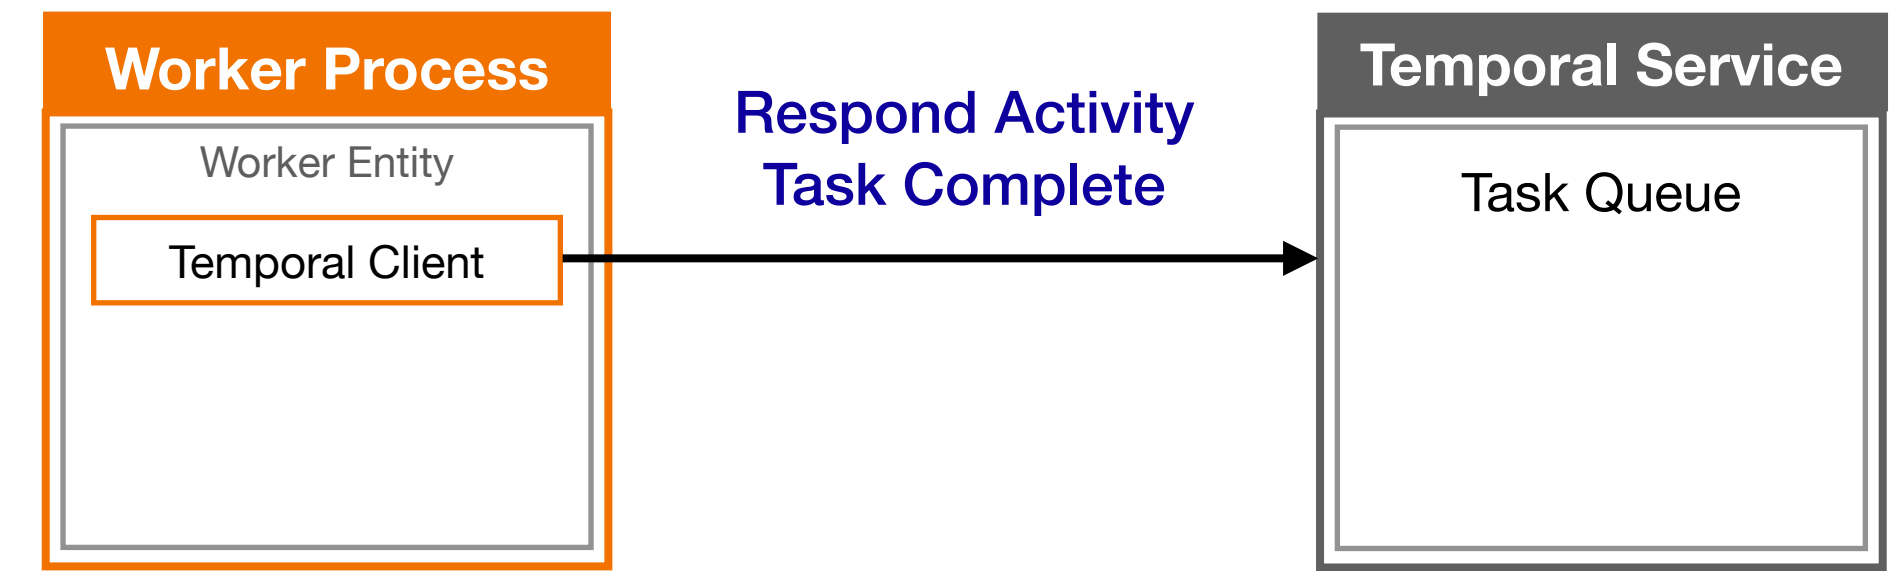 Worker Process
Worker Entity
Temporal Client
Respond Activity
Task Complete
Temporal Service
Task Queue